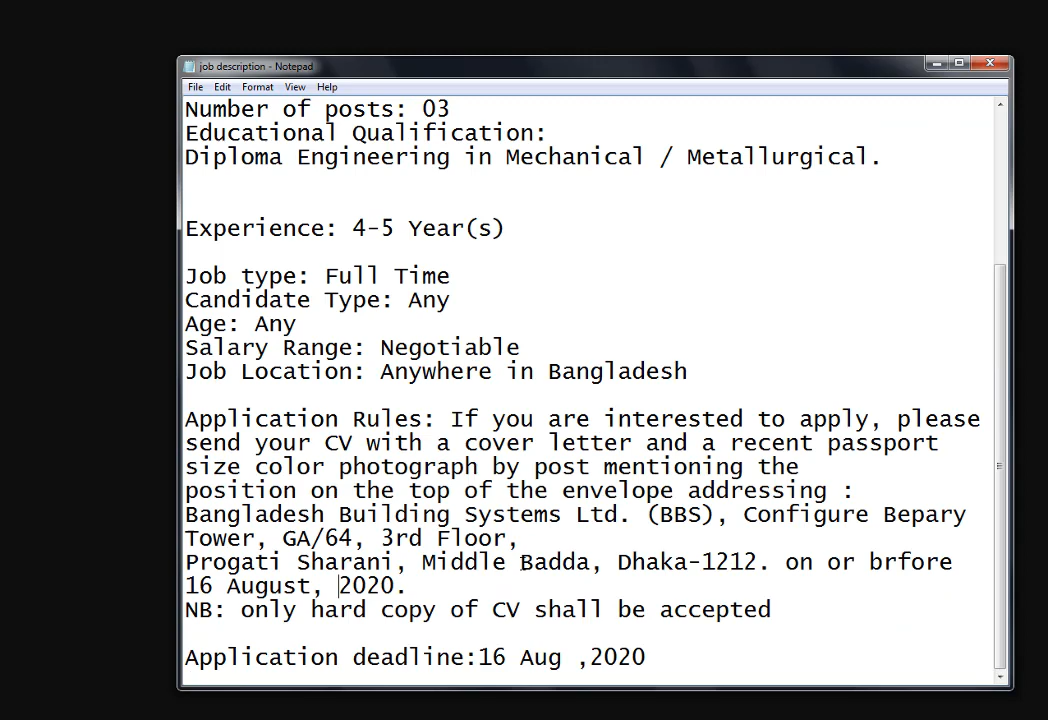 job description - Notepad
File Edit Format View Help
Number of posts: 03
Educational Qualification:
Diploma Engineering in Mechanical / Metallurgical.
Experience: 4-5 Year(s)
Job type: Full Time
Candidate Type: Any
Age: Any
Salary Range: Negotiable
Job Location: Anywhere in Bangladesh
Application Rules: If you are interested to apply, please
send your CV with a cover letter and a recent passport
size color photograph by post mentioning the
position on the top of the envelope addressing :
Bangladesh Building Systems Ltd. (BBS), Configure Bepary
Tower, GA/64, 3rd Floor,
Progati Sharani, Middle Badda, Dhaka-1212. on or brfore
16 August, 2020.
NB: only hard copy of CV shall be accepted
Application deadline:16 Aug ,2020